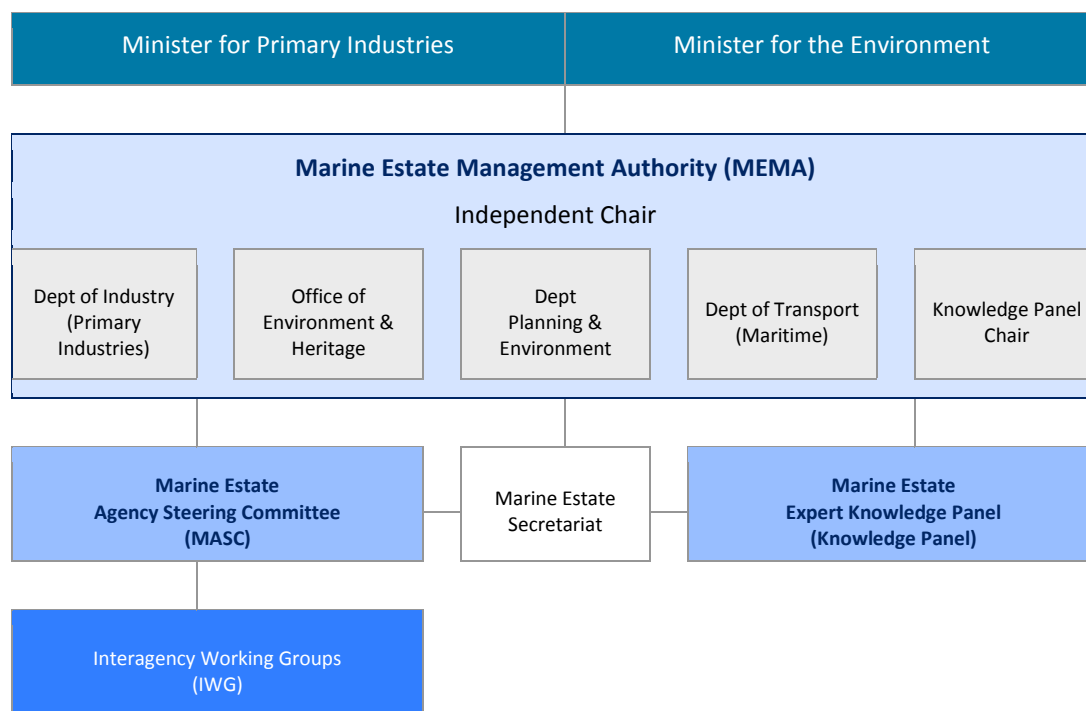 Minister for Primary Industries
Minister for the Environment
Marine Estate Management Authority (MEMA)
Independent Chair
Dept of Industry
(Primary
Industries)
Office of
Environment &
Heritage
Dept
Planning &
Environment
Dept of Transport
(Maritime)
Knowledge Panel
Chair
Marine Estate
Agency Steering Committee
(MASC)
Marine Estate
Secretariat
Marine Estate
Expert Knowledge Panel
(Knowledge Panel)
Interagency Working Groups
(IWG)